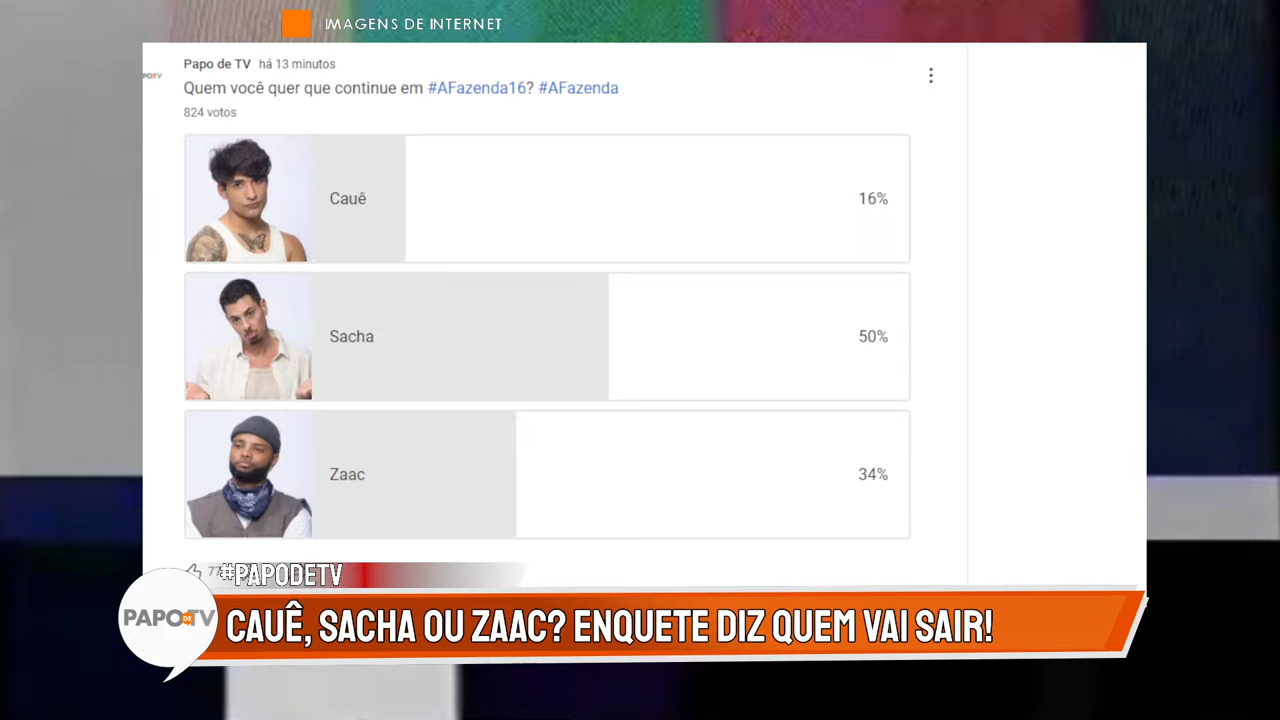 IMAGENS DE INTERNET
Papo de TV há 13 minutos
Quem você quer que continue em #AFazenda16? #AFazenda
824 votos
Cauê 16%
Sacha 50%
Zaac 34%
#PAPODETV
PAPO DE TV
CAUÊ, SACHA OU ZAAC? ENQUETE DIZ QUEM VAI SAIR!